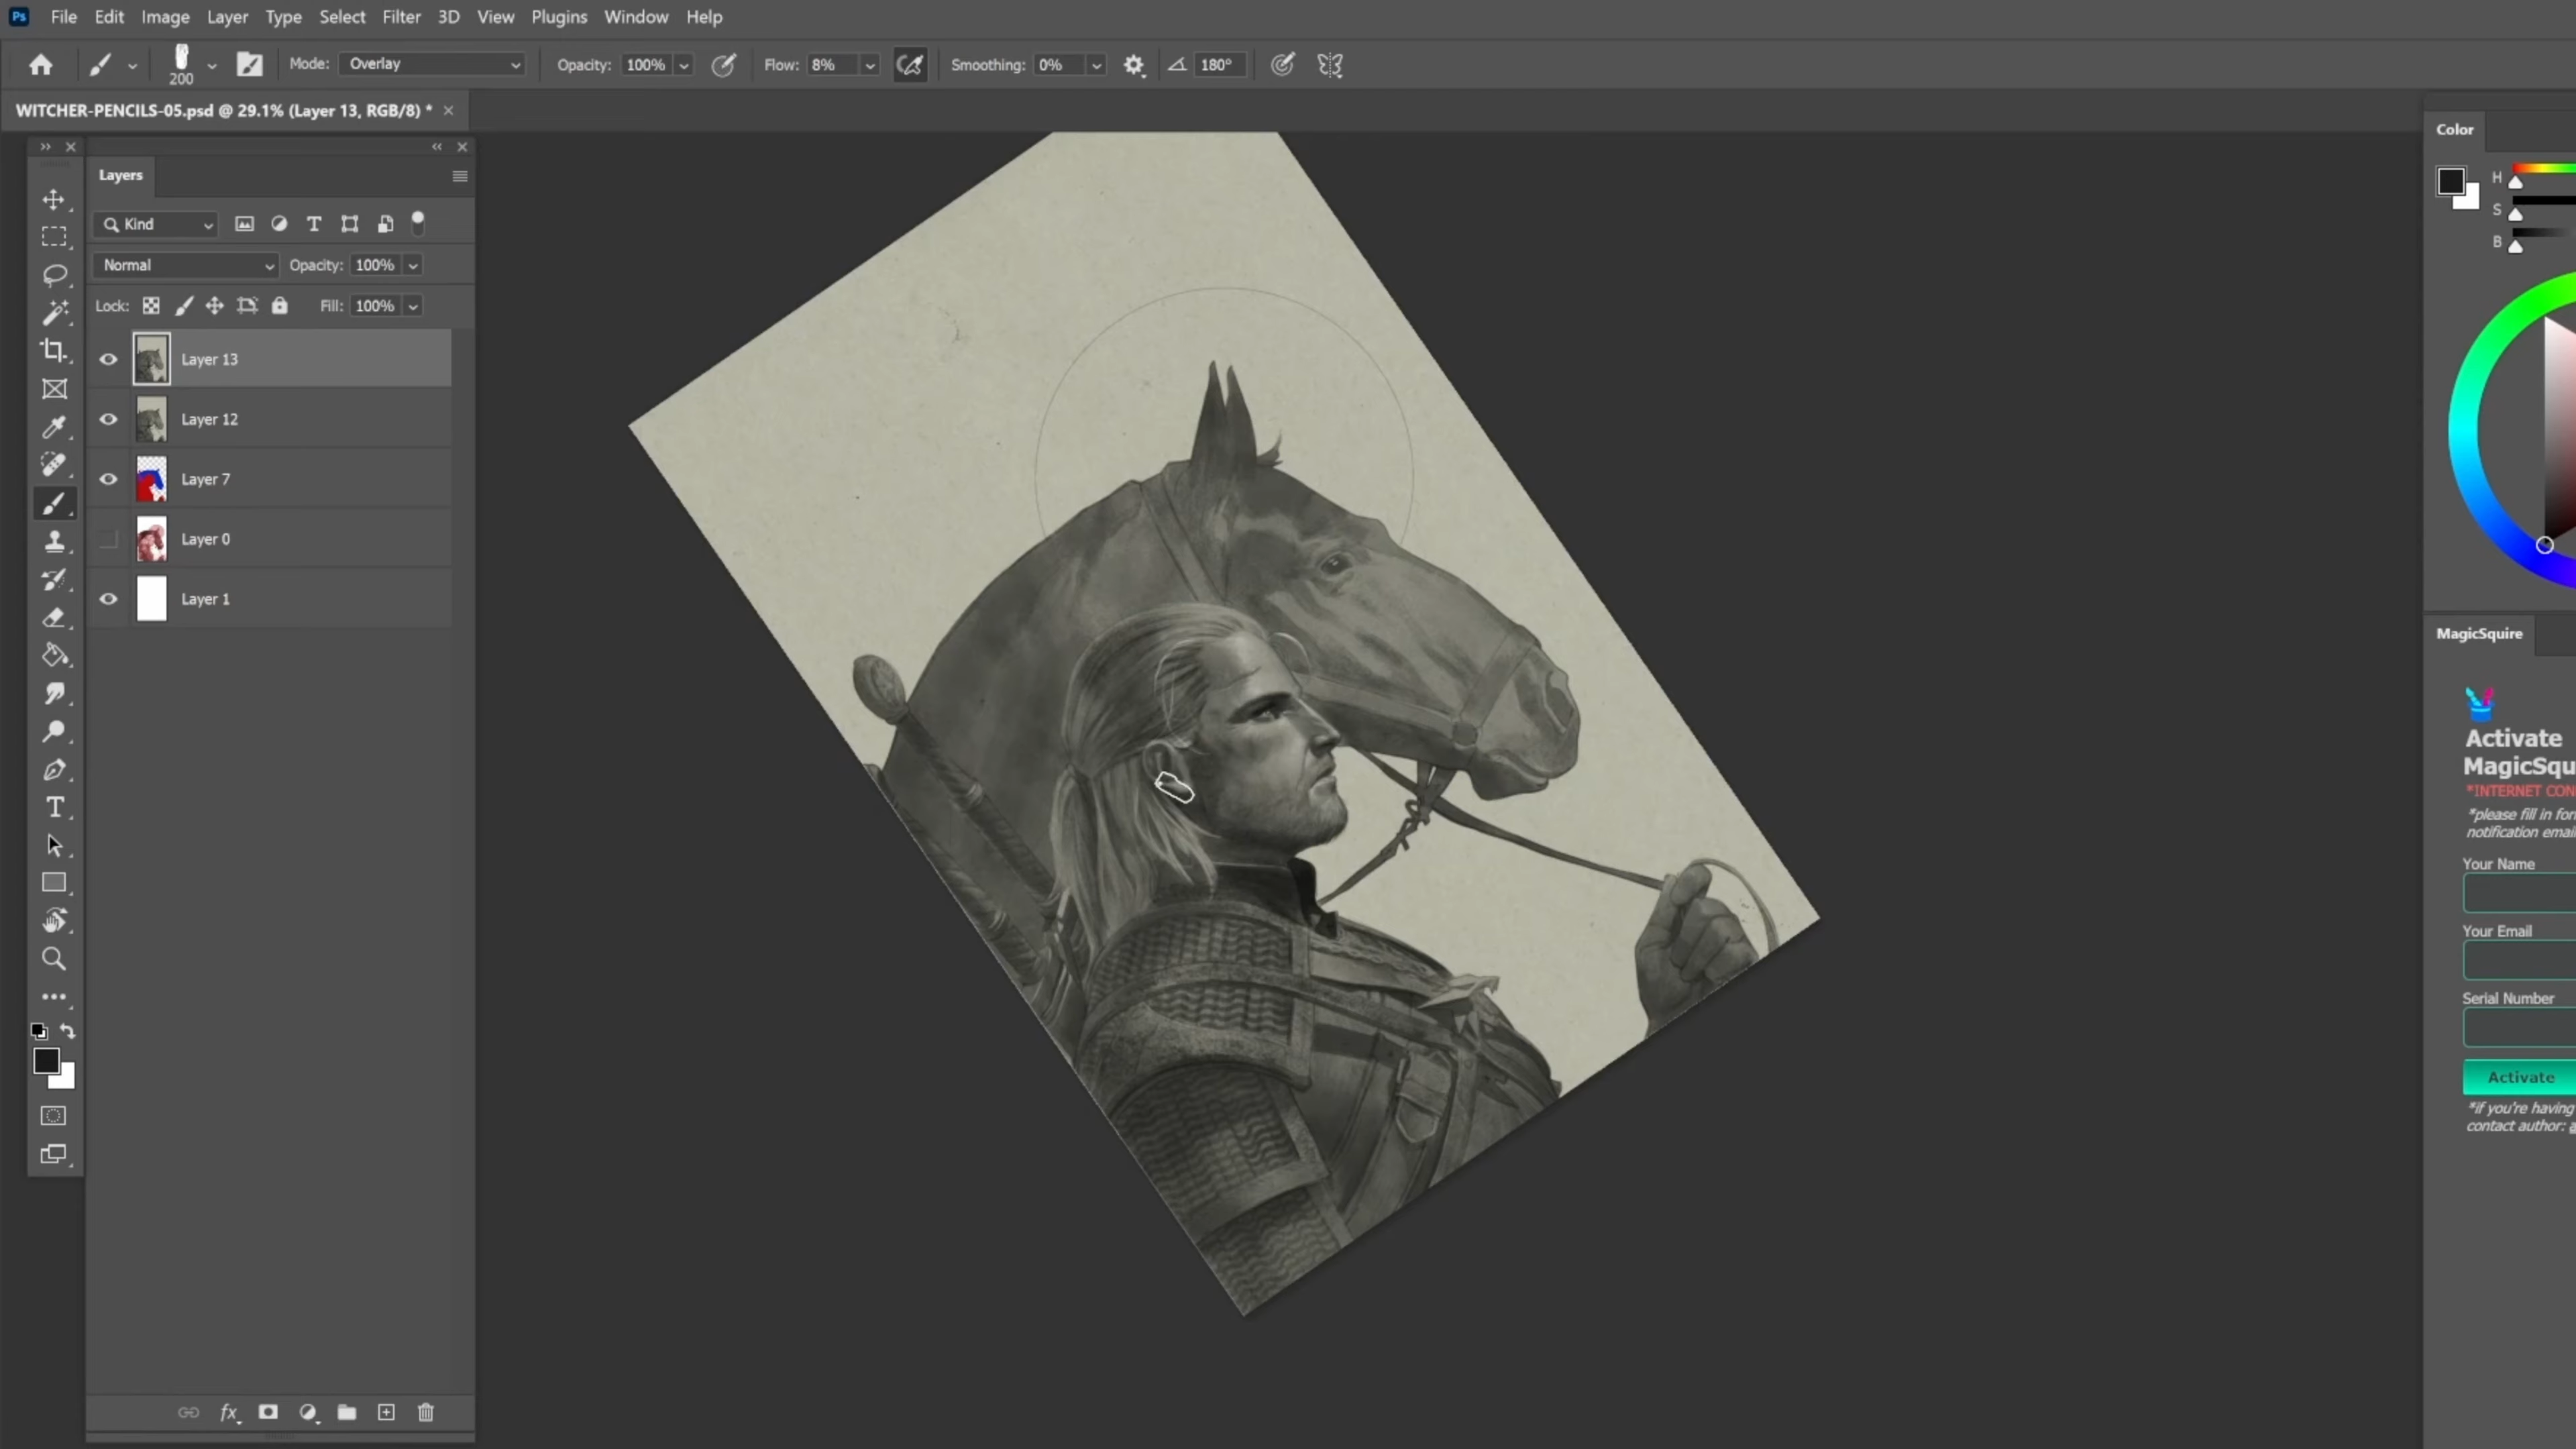 Ps File Edit Image Layer Type Select Filter 3D View Plugins Window Help
200 Mode: Overlay Opacity: 100% Flow: 8% Smoothing: 0% 180°
WITCHER-PENCILS-05.psd @ 29.1% (Layer 13, RGB/8) *
Layers
Kind
Normal Opacity: 100%
Lock: Fill: 100%
Layer 13
Layer 12
Layer 7
Layer 0
Layer 1
fx
Color
H
S
B
MagicSquire
Activate
MagicSqu
*INTERNET CON
*please fill in for
notification emai
Your Name
Your Email
Serial Number
Activate
*if you're having
contact author: a